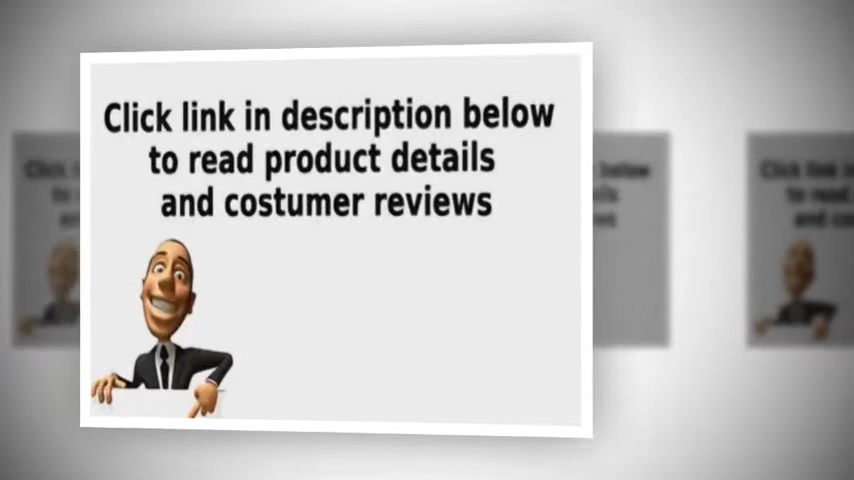 Click link in description below
to read product details
and costumer reviews